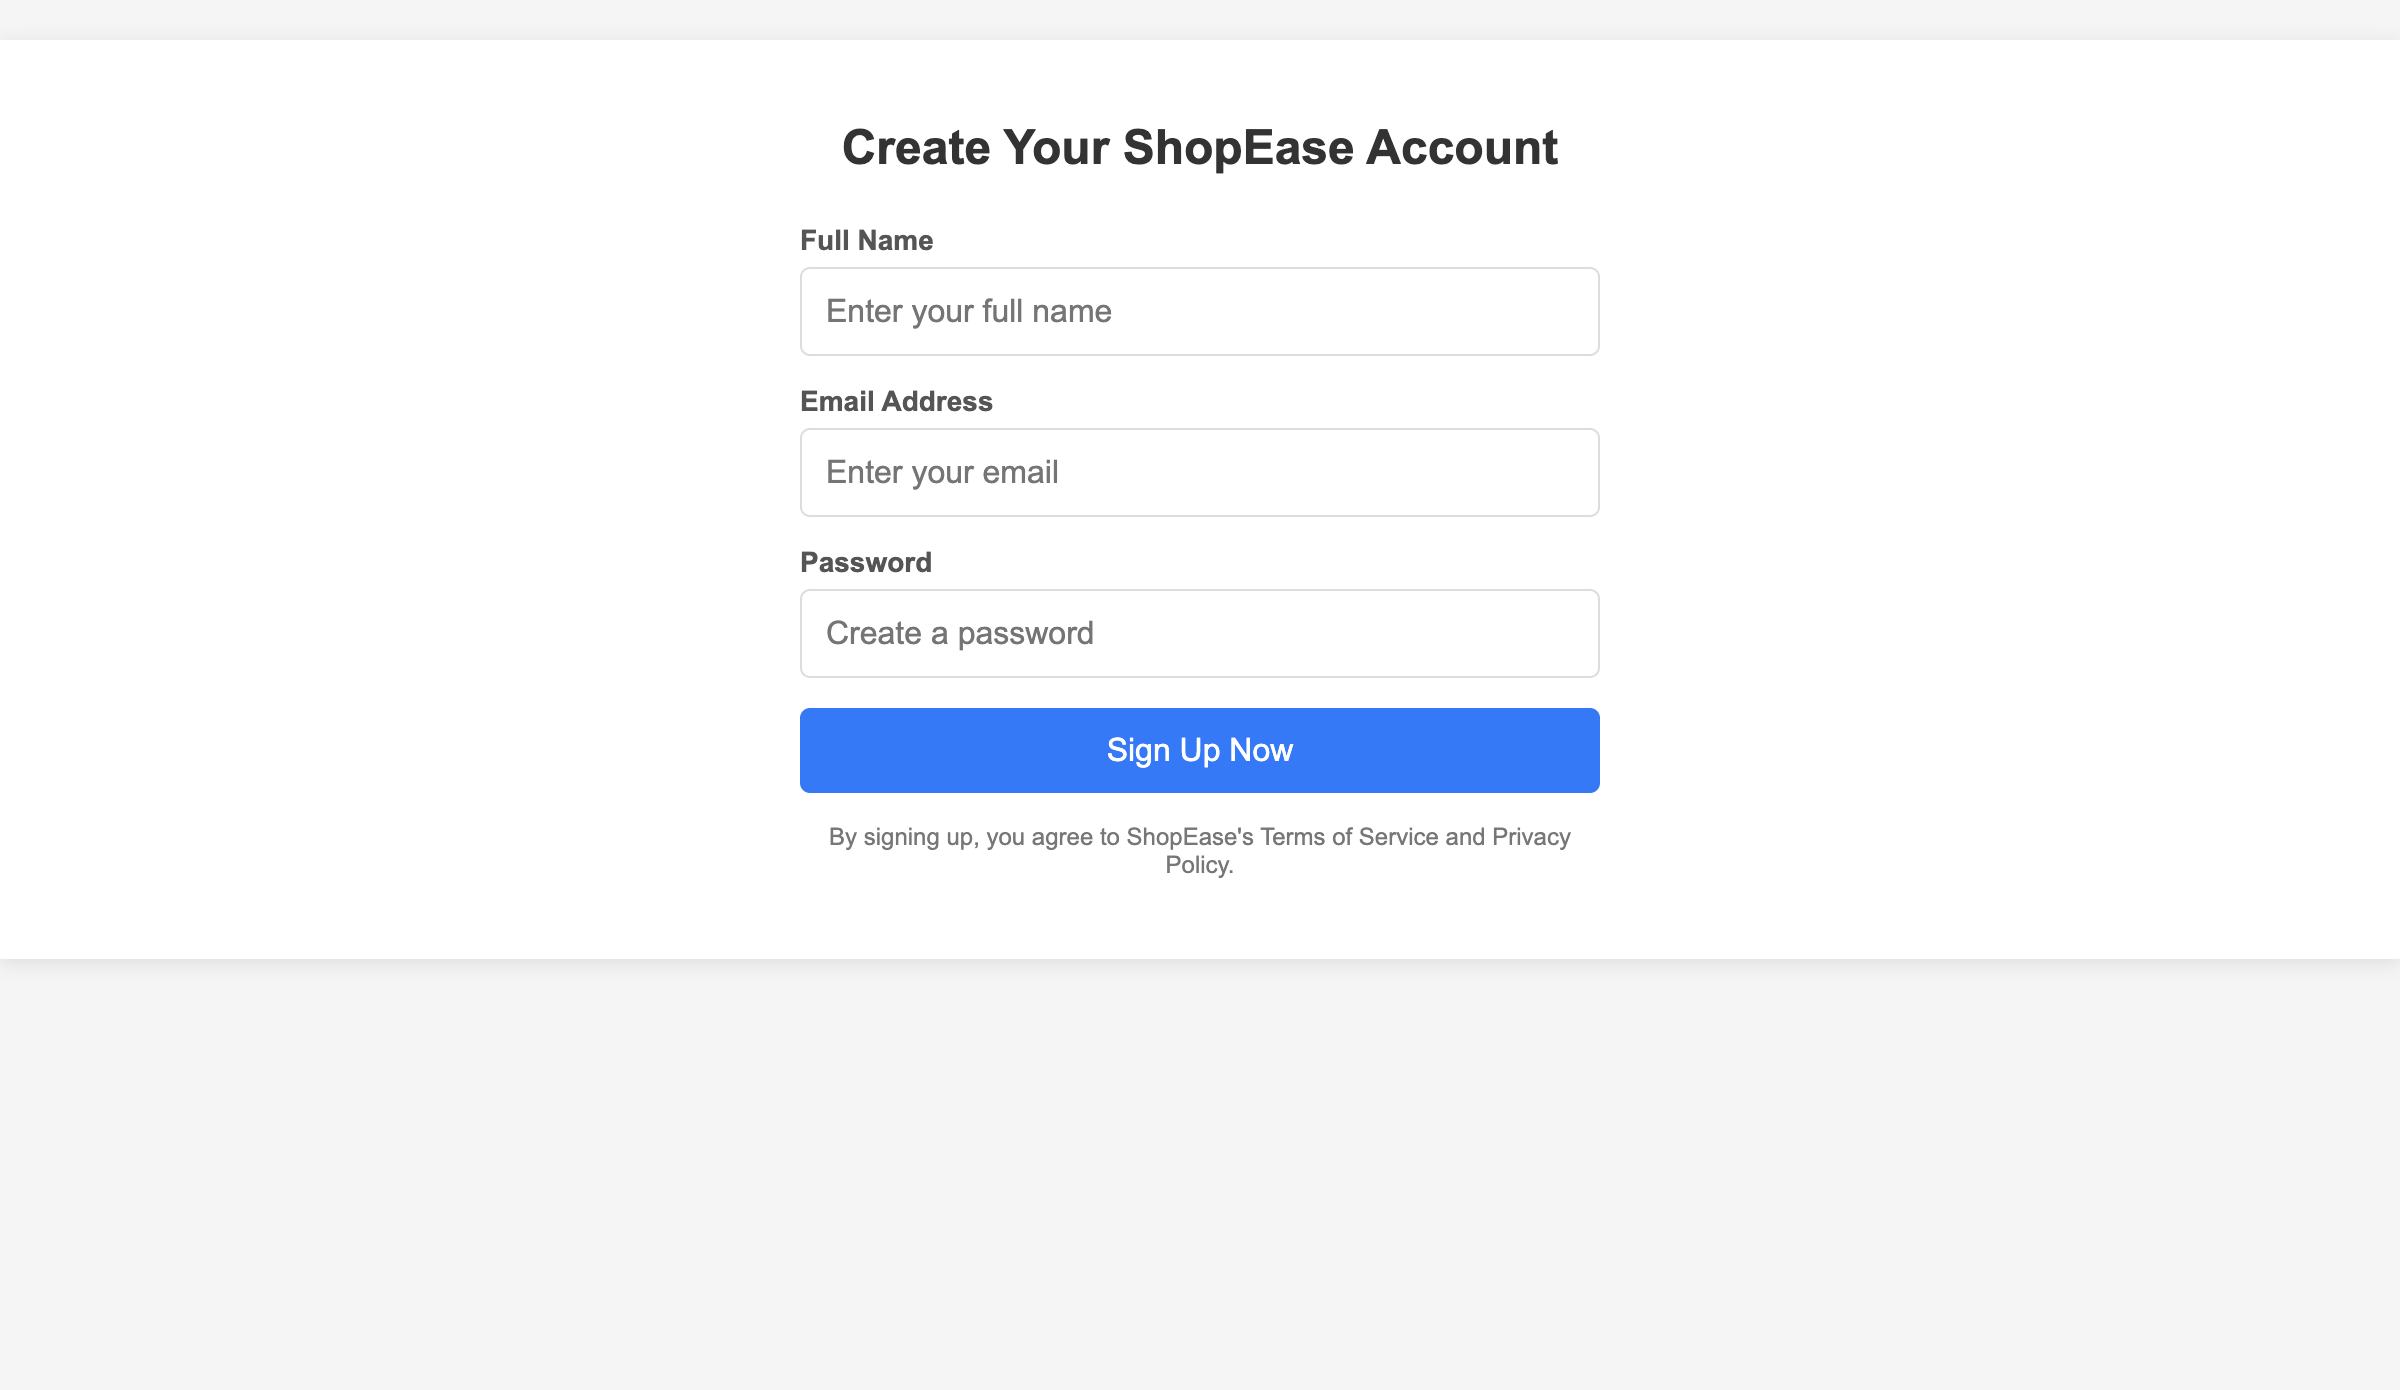 Create Your ShopEase Account
Full Name
Enter your full name
Email Address
Enter your email
Password
Create a password
Sign Up Now
By signing up, you agree to ShopEase's Terms of Service and Privacy
Policy.